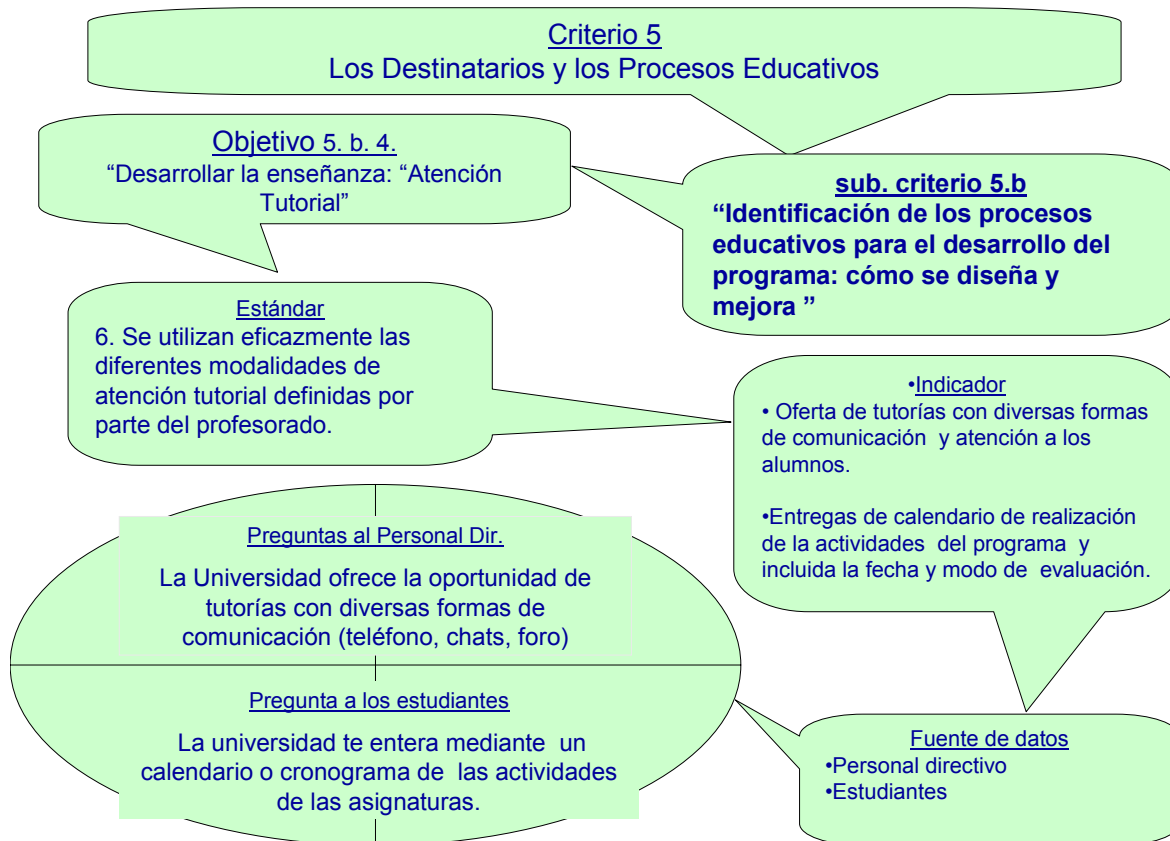 Criterio 5
Los Destinatarios y los Procesos Educativos
Objetivo 5. b. 4.
“Desarrollar la enseñanza: “Atención
Tutorial”
sub. criterio 5.b
“Identificación de los procesos
educativos para el desarrollo del
programa: cómo se diseña y
mejora ”
Estándar
6. Se utilizan eficazmente las
diferentes modalidades de
atención tutorial definidas por
parte del profesorado.
•Indicador
• Oferta de tutorías con diversas formas
de comunicación y atención a los
alumnos.
•Entregas de calendario de realización
de la actividades del programa y
incluida la fecha y modo de evaluación.
Preguntas al Personal Dir.
La Universidad ofrece la oportunidad de
tutorías con diversas formas de
comunicación (teléfono, chats, foro)
Pregunta a los estudiantes
La universidad te entera mediante un
calendario o cronograma de las actividades
de las asignaturas.
Fuente de datos
•Personal directivo
•Estudiantes